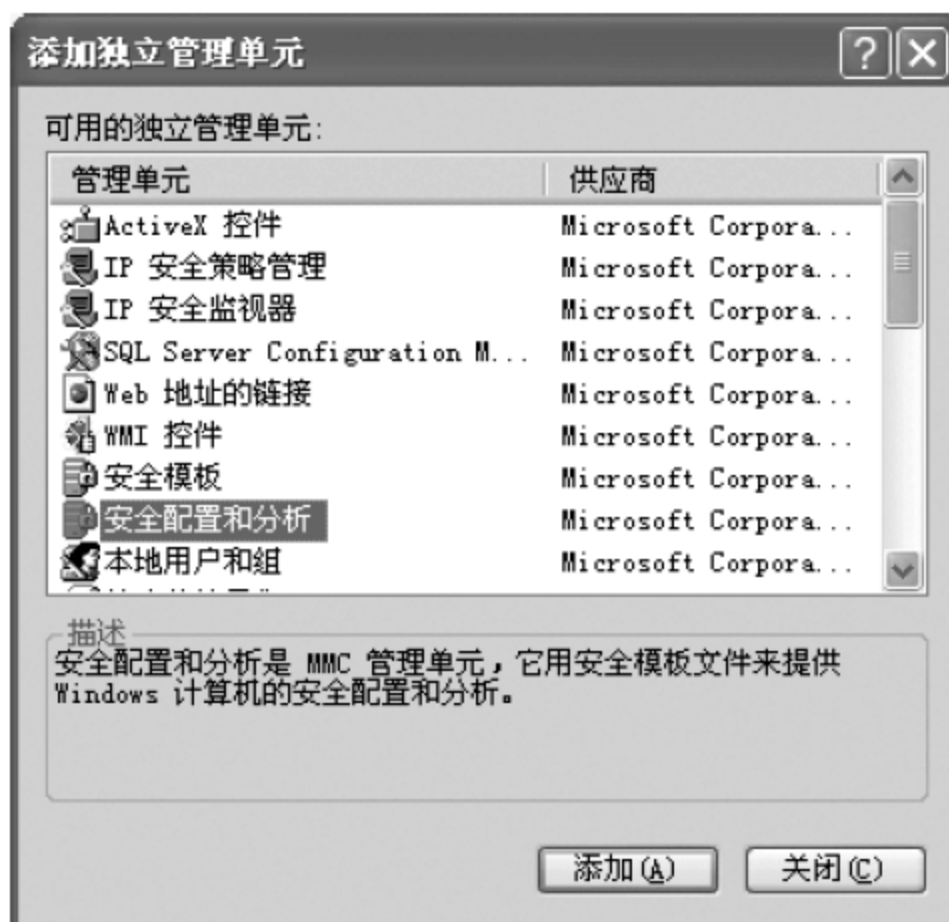 添加独立管理单元
可用的独立管理单元:
管理单元 供应商
ActiveX 控件 Microsoft Corpora...
IP 安全策略管理 Microsoft Corpora...
IP 安全监视器 Microsoft Corpora...
SQL Server Configuration M... Microsoft Corpora...
Web 地址的链接 Microsoft Corpora...
WMI 控件 Microsoft Corpora...
安全模板 Microsoft Corpora...
安全配置和分析 Microsoft Corpora...
本地用户和组 Microsoft Corpora...
描述
安全配置和分析是 MMC 管理单元，它用安全模板文件来提供
Windows 计算机的安全配置和分析。
添加(A) 关闭(C)